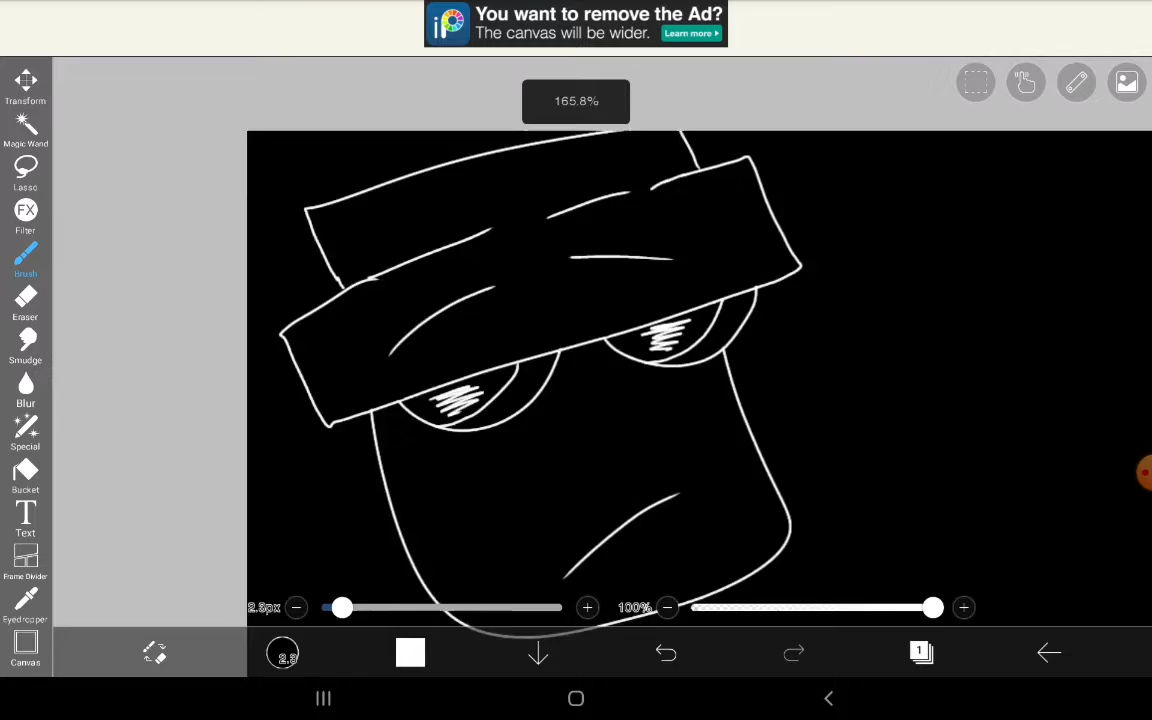 You want to remove the Ad?
The canvas will be wider.
Learn more
iP
165.8%
Transform
Magic Wand
Lasso
FX
Filter
Brush
Eraser
Smudge
Blur
Special
Bucket
T
Text
Frame Divider
Eyedropper
Canvas
2.3px
100%
2.3
1